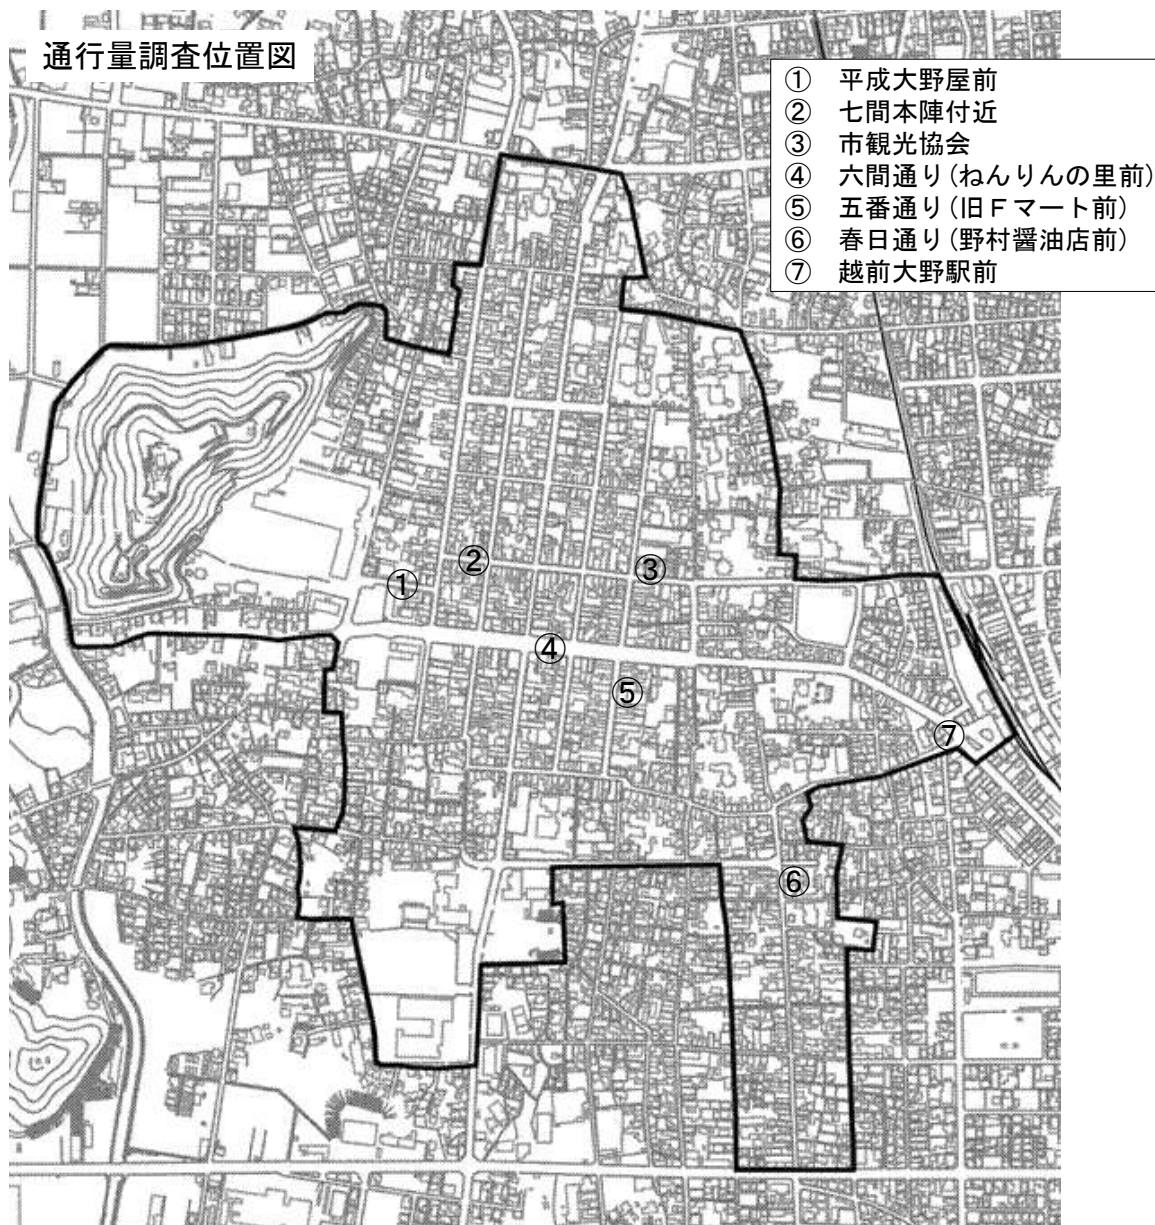 通行量調査位置図
① 平成大野屋前
② 七間本陣付近
③ 市観光協会
④ 六間通り(ねんりんの里前)
⑤ 五番通り(旧Fマート前)
⑥ 春日通り(野村醤油店前)
⑦ 越前大野駅前
②
③
①
④
⑤
⑦
⑥